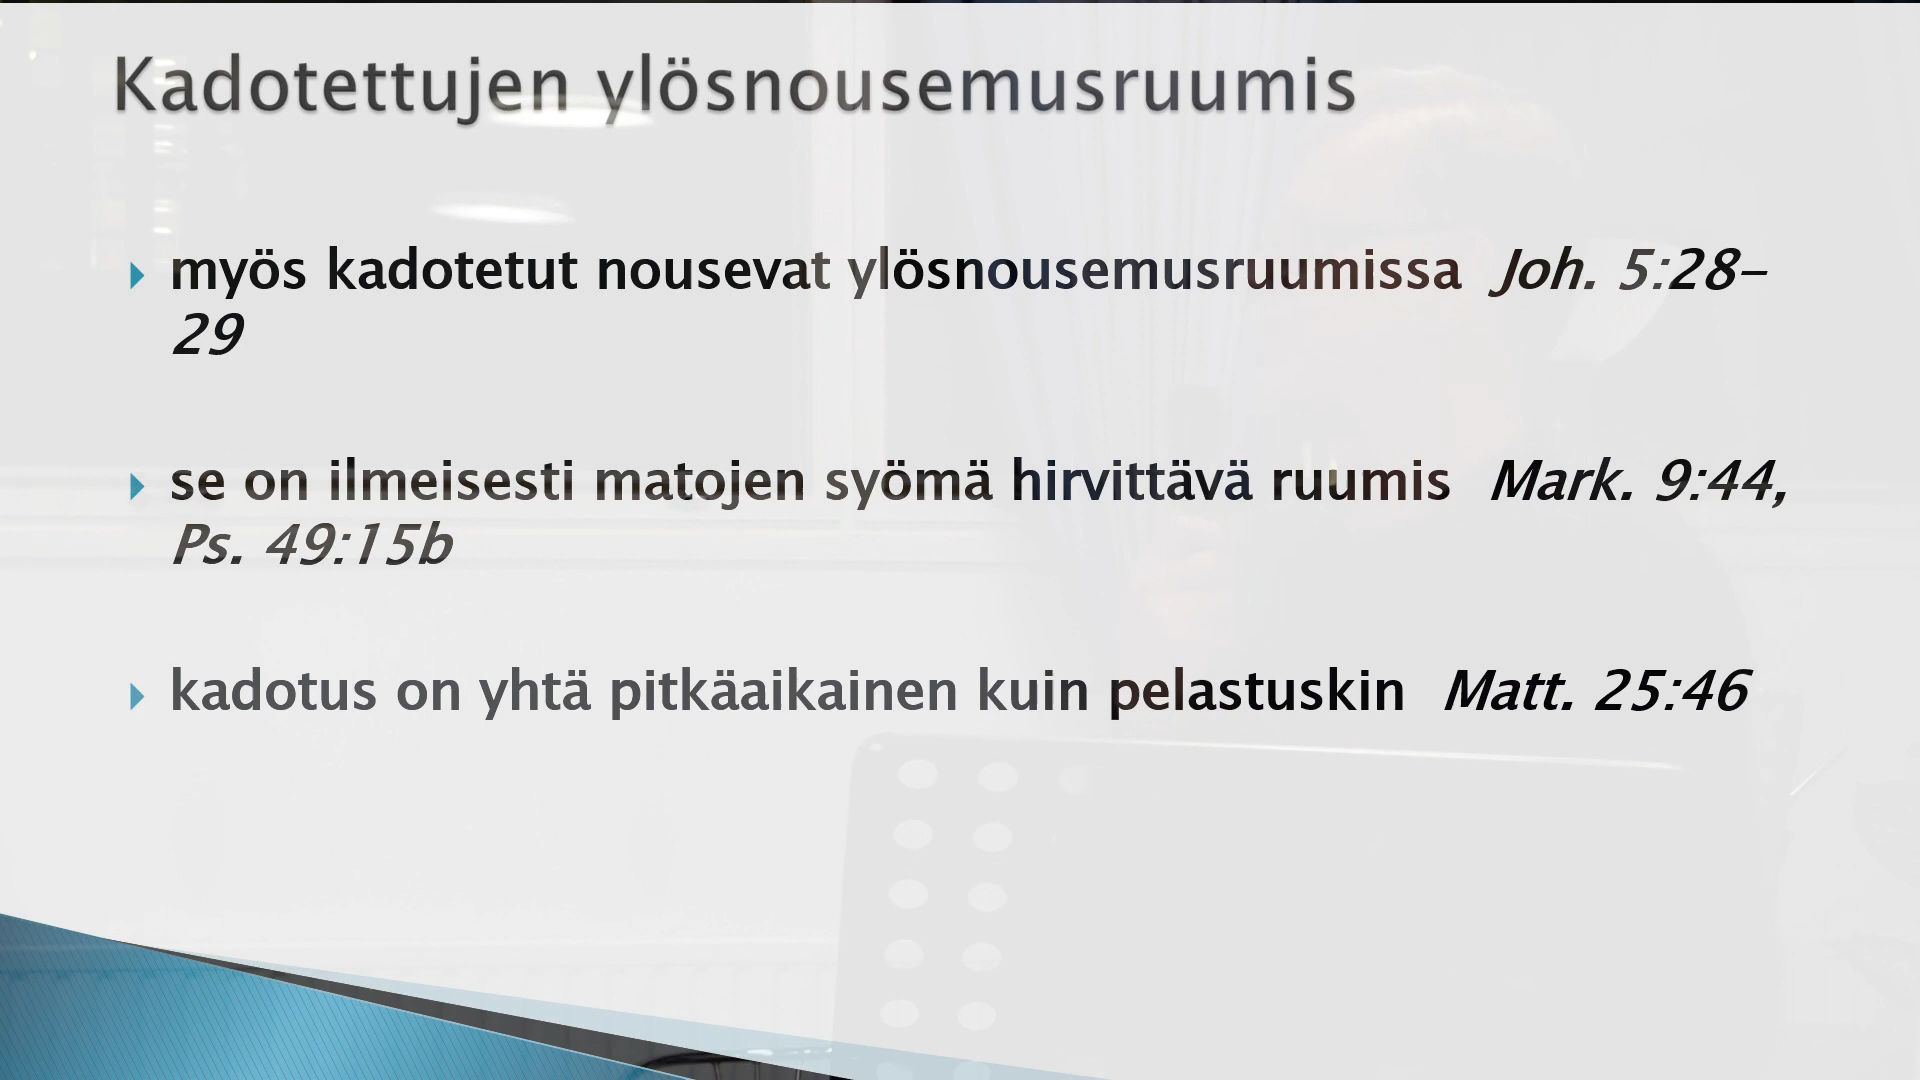 Kadotettujen ylösnousemusruumis
myös kadotetut nousevat ylösnousemusruumissa Joh. 5:28–
29
se on ilmeisesti matojen syömä hirvittävä ruumis Mark. 9:44,
Ps. 49:15b
kadotus on yhtä pitkäaikainen kuin pelastuskin Matt. 25:46